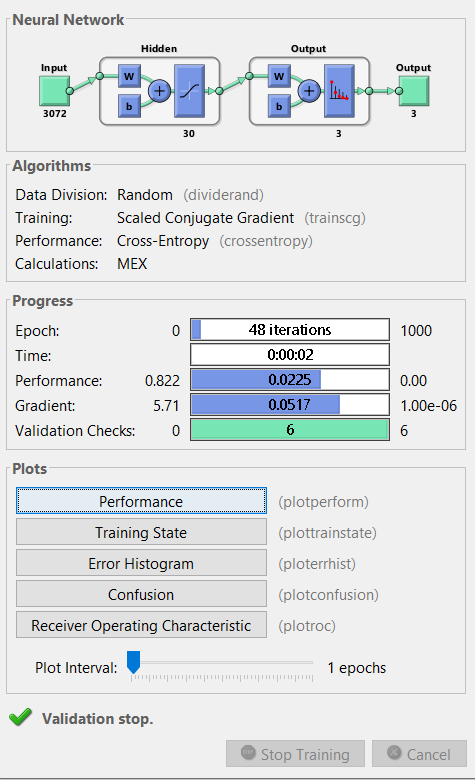 Neural Network
Hidden Output
Input Output
W W
b b
+ +
3072 3
30 3
Algorithms
Data Division: Random (dividerand)
Training: Scaled Conjugate Gradient (trainscg)
Performance: Cross-Entropy (crossentropy)
Calculations: MEX
Progress
Epoch: 0 48 iterations 1000
Time: 0:00:02
Performance: 0.822 0.0225 0.00
Gradient: 5.71 0.0517 1.00e-06
Validation Checks: 0 6 6
Plots
Performance (plotperform)
Training State (plottrainstate)
Error Histogram (ploterrhist)
Confusion (plotconfusion)
Receiver Operating Characteristic (plotroc)
Plot Interval: 1 epochs
Validation stop.
Stop Training Cancel